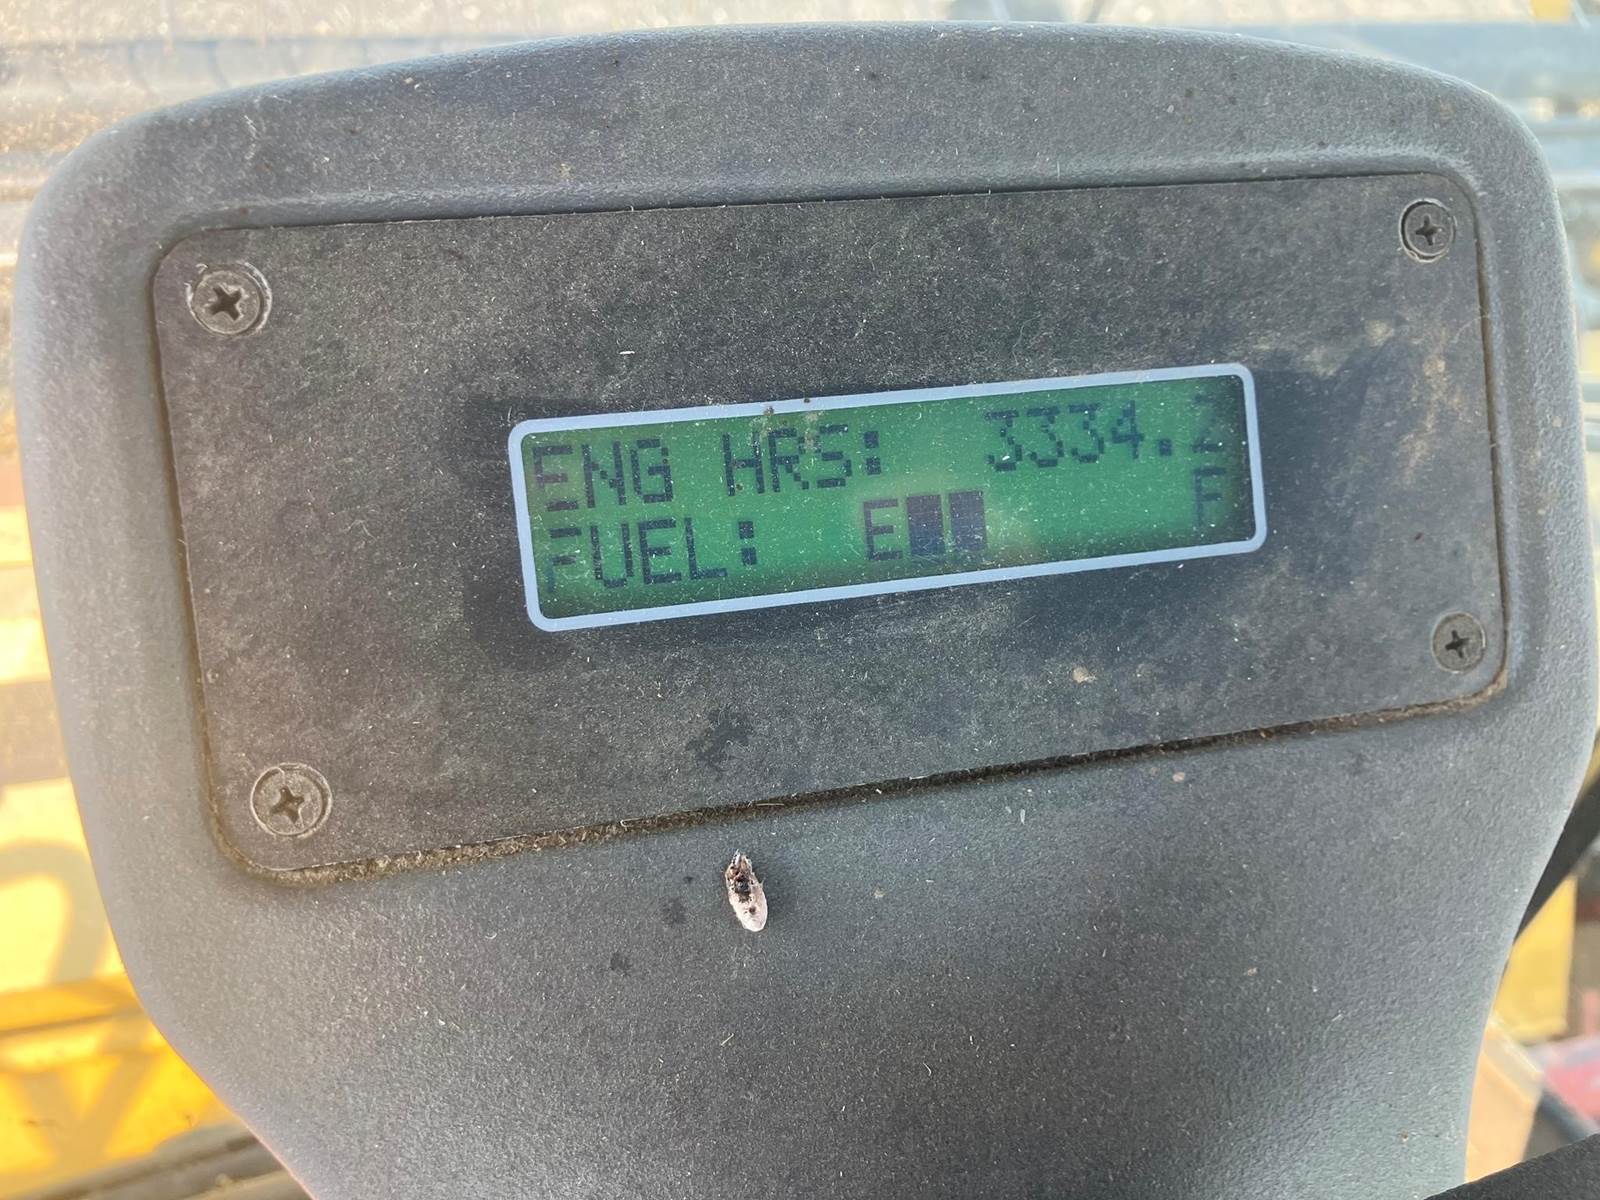 ENG HRS: 3334.2
FUEL: E██ F